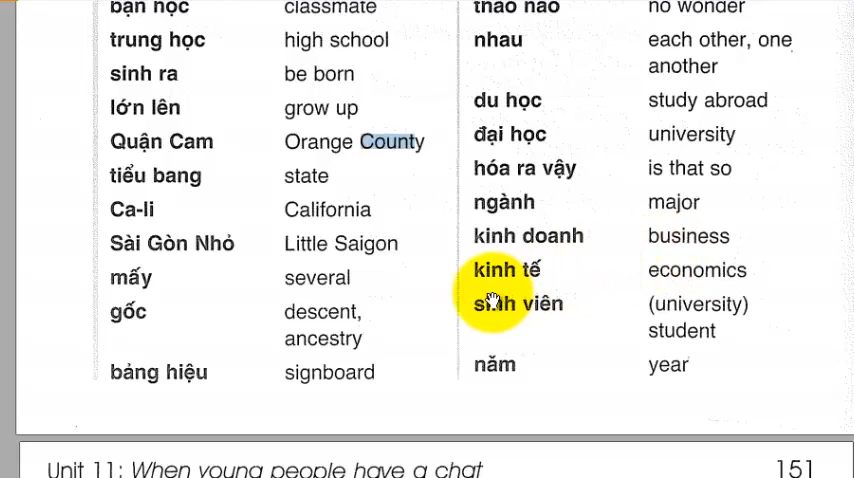 bạn học classmate
trung học high school
sinh ra be born
lớn lên grow up
Quận Cam Orange County
tiểu bang state
Ca-li California
Sài Gòn Nhỏ Little Saigon
mấy several
gốc descent,
ancestry
bảng hiệu signboard
thảo nào no wonder
nhau each other, one
another
du học study abroad
đại học university
hóa ra vậy is that so
ngành major
kinh doanh business
kinh tế economics
sinh viên (university)
student
năm year
Unit 11: When young people have a chat 151